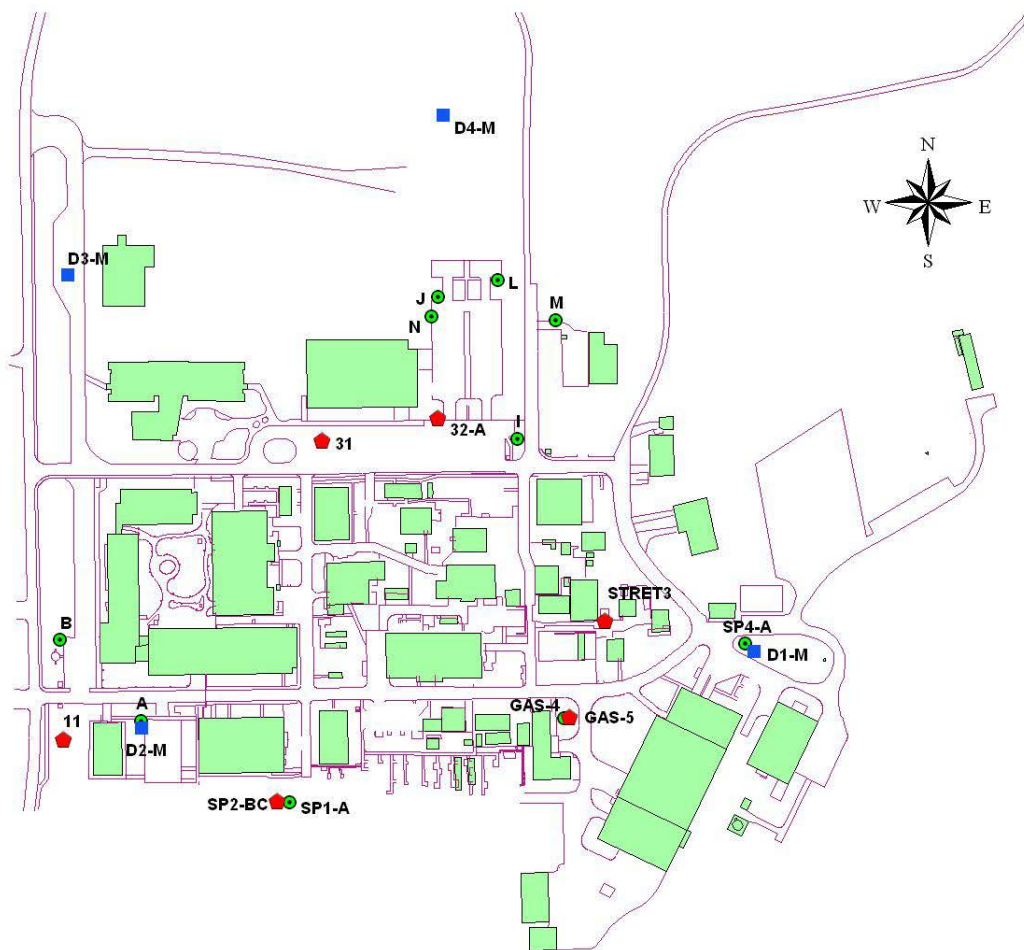 D4-M
N
W
E
S
D3-M
J
L
N
M
32-A
I
31
STRET3
B
SP4-A
D1-M
A
11
D2-M
GAS-4
GAS-5
SP2-BC
SP1-A